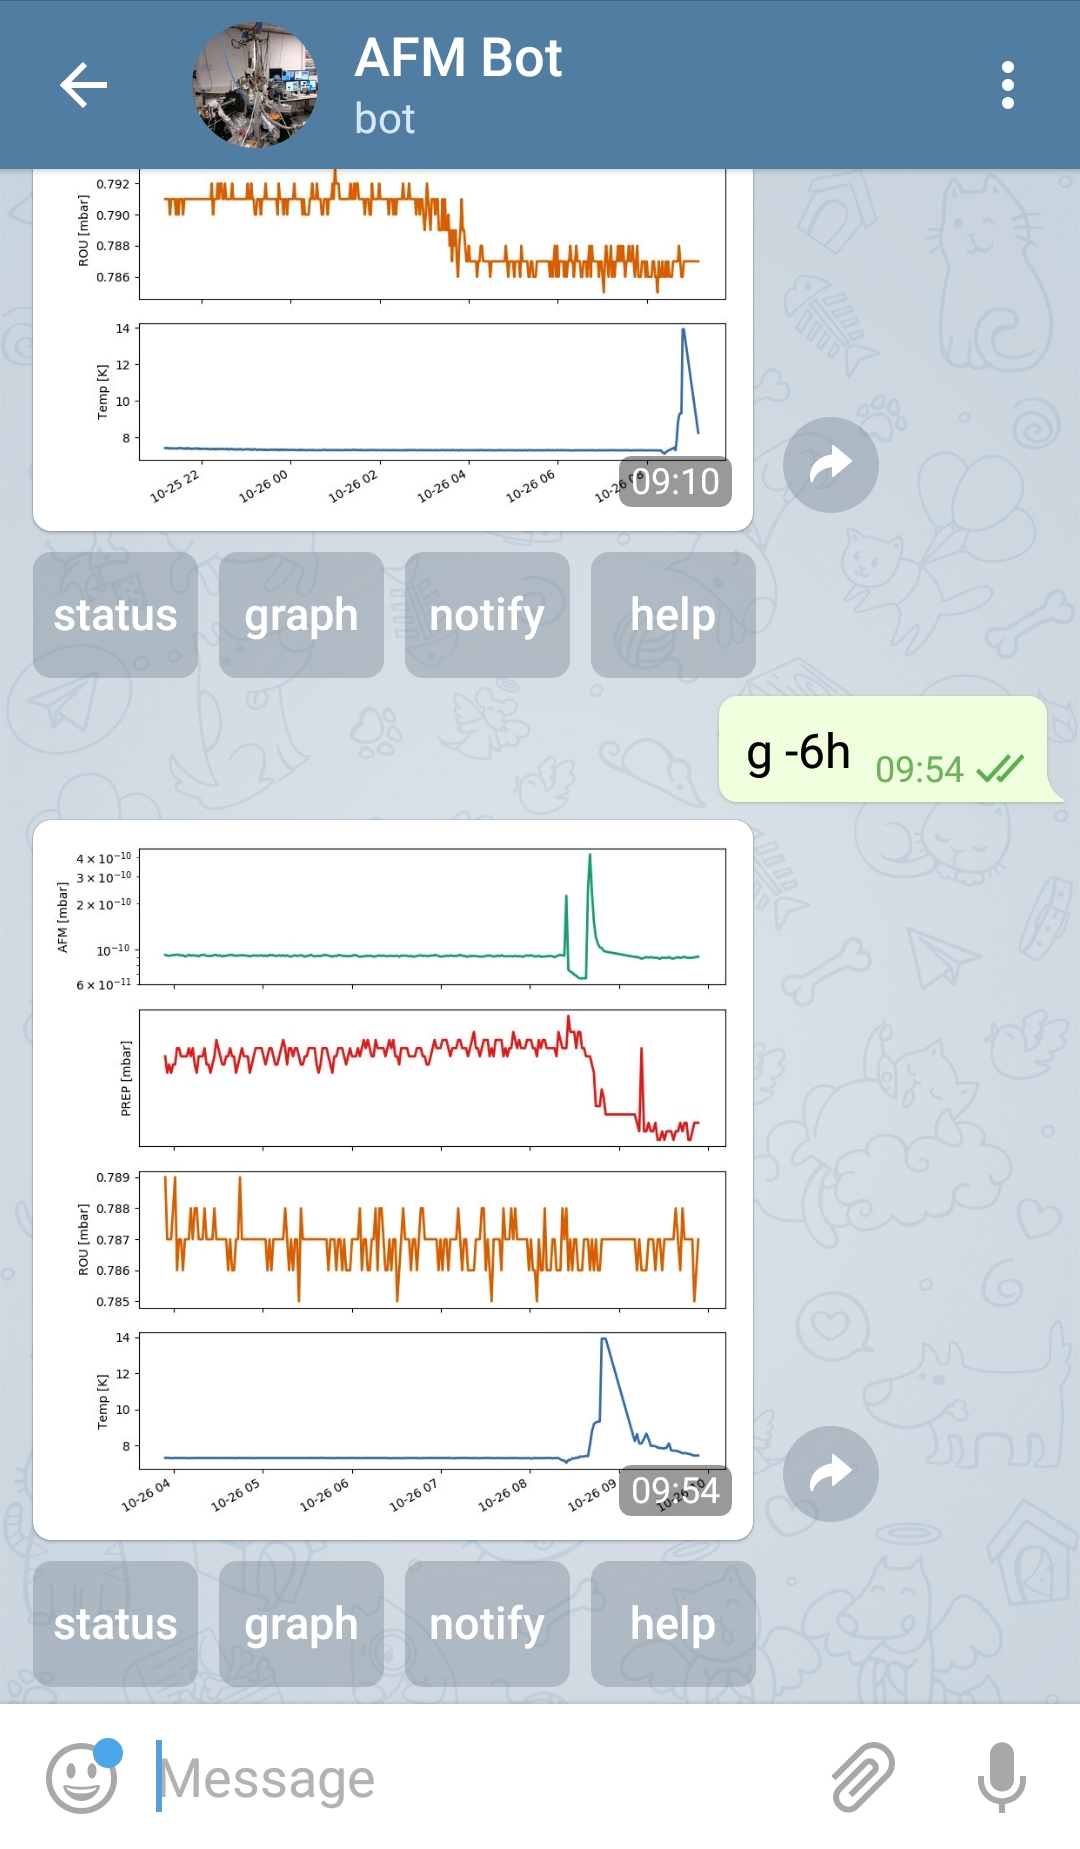 AFM Bot
bot
0.792
0.790
0.788
0.786
ROU [mbar]
14
12
10
8
Temp [K]
10-25 22
10-26 00
10-26 02
10-26 04
10-26 06
09:10
status
graph
notify
help
g -6h 09:54
4 × 10⁻¹⁰
3 × 10⁻¹⁰
2 × 10⁻¹⁰
10⁻¹⁰
6 × 10⁻¹¹
AFM [mbar]
PREP [mbar]
0.789
0.788
0.787
0.786
0.785
ROU [mbar]
14
12
10
8
Temp [K]
10-26 04
10-26 05
10-26 06
10-26 07
10-26 08
10-26 09
09:54
status
graph
notify
help
Message